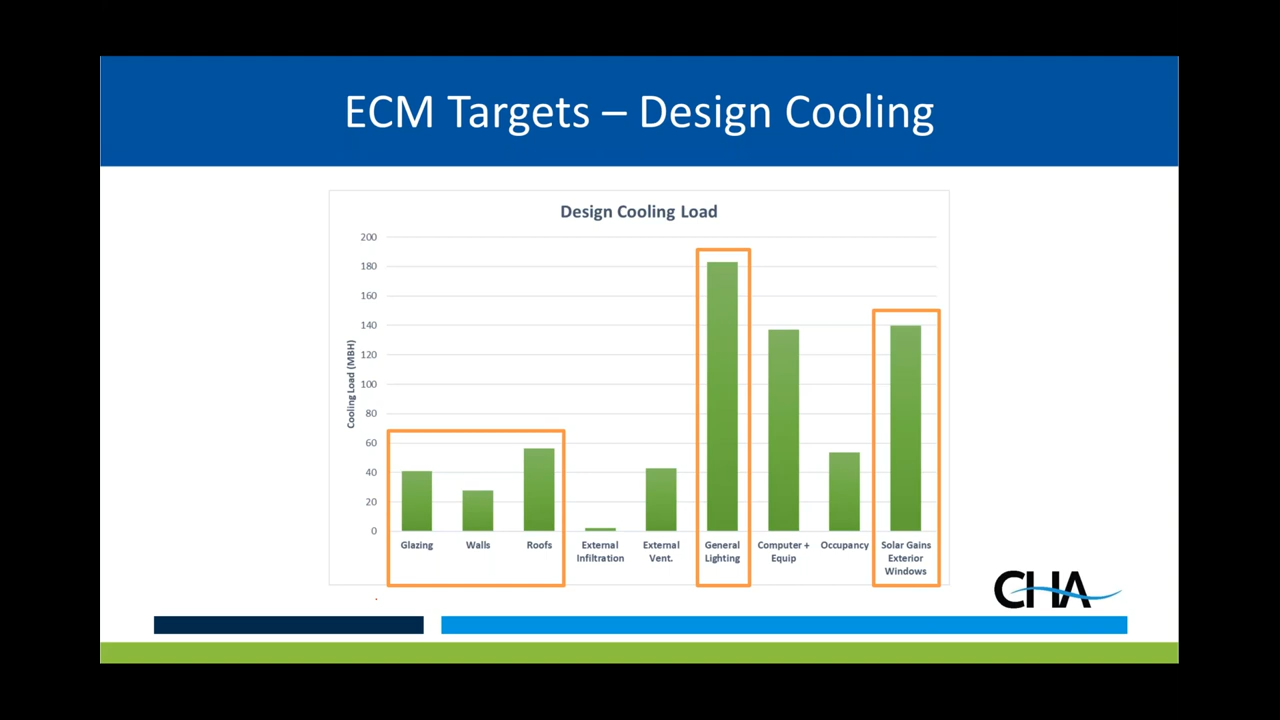 ECM Targets – Design Cooling
Design Cooling Load
Cooling Load (MBH)
200
180
160
140
120
100
80
60
40
20
0
Glazing
Walls
Roofs
External
Infiltration
External
Vent.
General
Lighting
Computer +
Equip
Occupancy
Solar Gains
Exterior
Windows
CHA